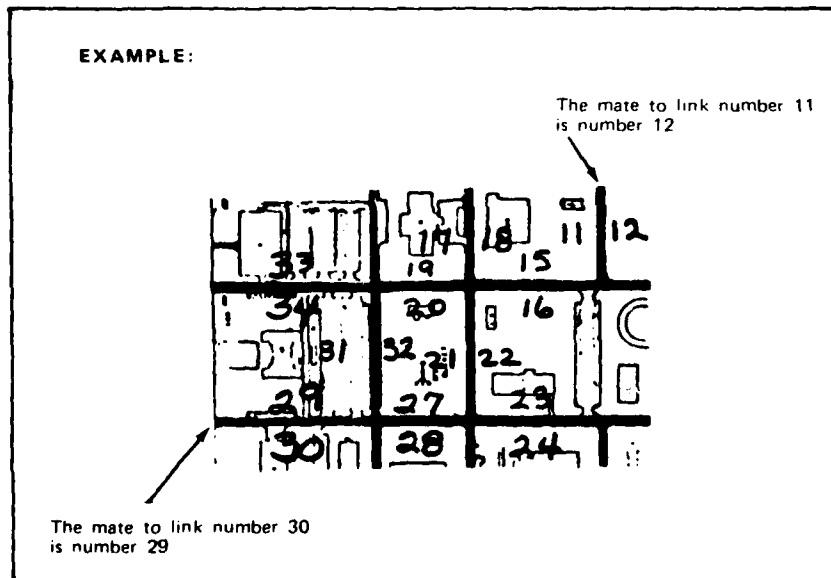 EXAMPLE:
The mate to link number 11
is number 12
17 18 11 12
33 19 15
34 20 16
31 32 21 22
29 27 23
30 28 24
The mate to link number 30
is number 29